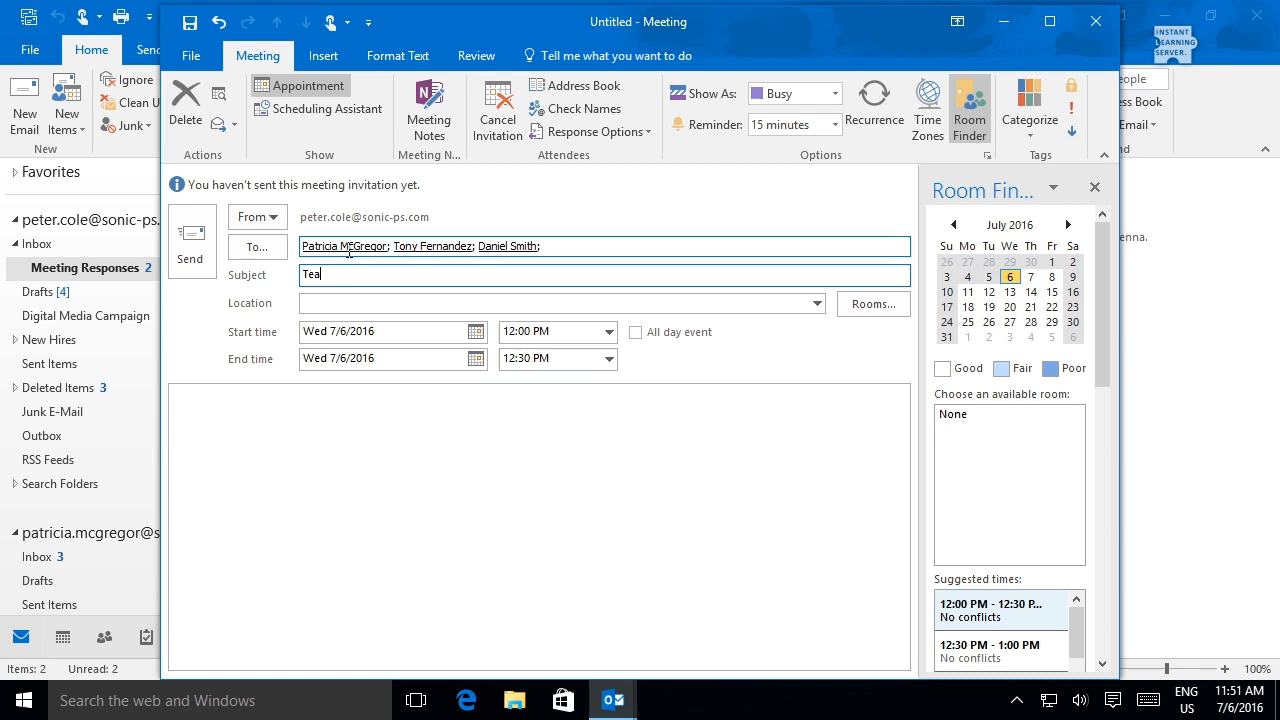 Untitled - Meeting
INSTANT
LEARNING
SERVER.
File
Home
File
Meeting
Insert
Format Text
Review
Tell me what you want to do
New
Email
New
Items
New
Ignore
Junk
Delete
Actions
Appointment
Scheduling Assistant
Show
Meeting
Notes
Meeting N...
Cancel
Invitation
Address Book
Check Names
Response Options
Attendees
Show As:
Busy
Reminder:
15 minutes
Recurrence
Time
Zones
Room
Finder
Options
Categorize
Tags
Favorites
peter.cole@sonic-ps.
Inbox
Meeting Responses 2
Drafts [4]
Digital Media Campaign
New Hires
Sent Items
Deleted Items 3
Junk E-Mail
Outbox
RSS Feeds
Search Folders
patricia.mcgregor@s
Inbox 3
Drafts
Sent Items
You haven't sent this meeting invitation yet.
Send
From
peter.cole@sonic-ps.com
To...
Patricia MCGregor; Tony Fernandez; Daniel Smith;
Subject
Tea
Location
Rooms...
Start time
Wed 7/6/2016
12:00 PM
All day event
End time
Wed 7/6/2016
12:30 PM
Room Fin...
July 2016
Su Mo Tu We Th Fr Sa
26 27 28 29 30 1 2
3 4 5 6 7 8 9
10 11 12 13 14 15 16
17 18 19 20 21 22 23
24 25 26 27 28 29 30
31 1 2 3 4 5 6
Good
Fair
Poor
Choose an available room:
None
Suggested times:
12:00 PM - 12:30 P...
No conflicts
12:30 PM - 1:00 PM
No conflicts
Items: 2
Unread: 2
100%
Search the web and Windows
ENG
US
11:51 AM
7/6/2016